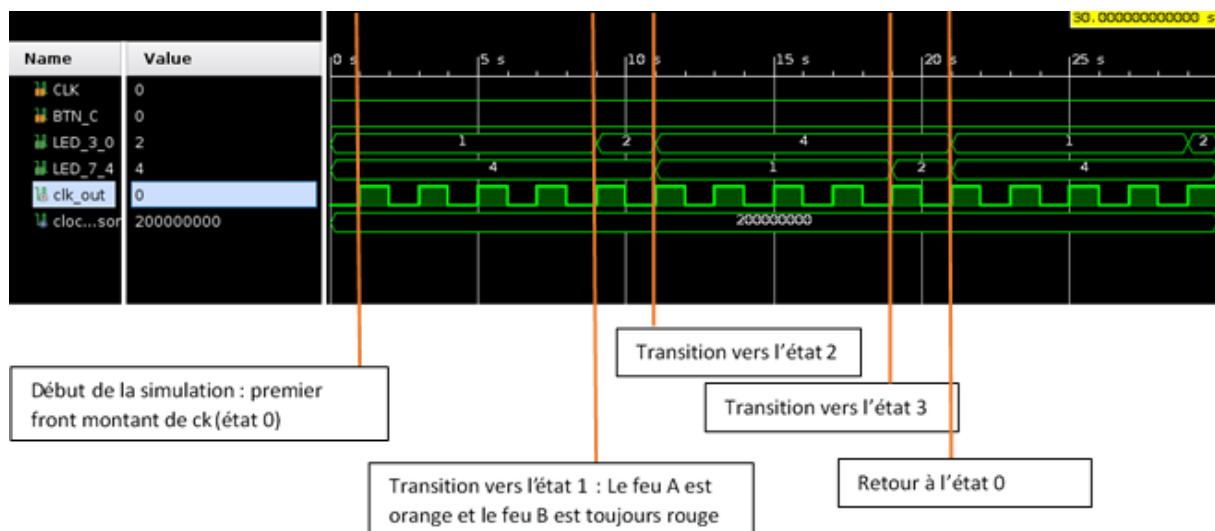 30.000000000000 s
Name Value
0 s 5 s 10 s 15 s 20 s 25 s
CLK 0
BTN_C 0
LED_3_0 2 1 2 4 1 2
LED_7_4 4 4 1 2 4
clk_out 0
cloc...sor 200000000 200000000
Transition vers l'état 2
Début de la simulation : premier
front montant de ck (état 0)
Transition vers l'état 3
Transition vers l'état 1 : Le feu A est
orange et le feu B est toujours rouge
Retour à l'état 0